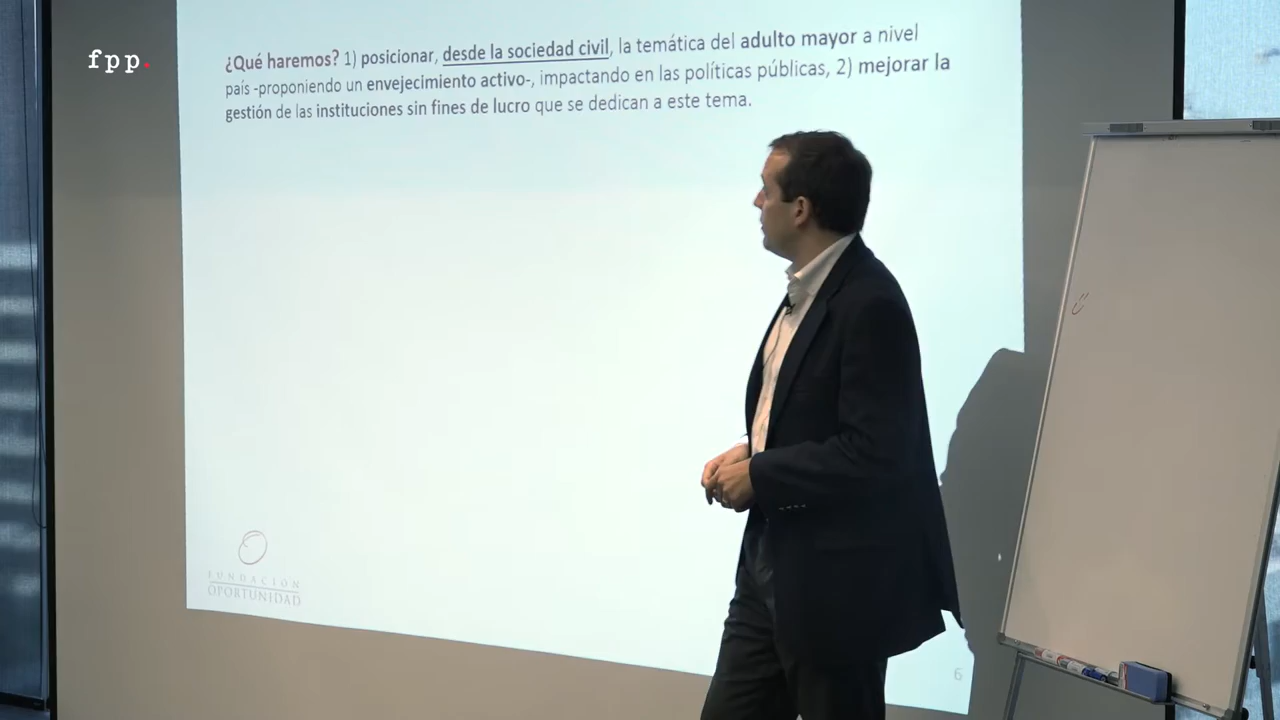 fpp.
¿Qué haremos? 1) posicionar, desde la sociedad civil, la temática del adulto mayor a nivel
país -proponiendo un envejecimiento activo-, impactando en las políticas públicas, 2) mejorar la
gestión de las instituciones sin fines de lucro que se dedican a este tema.
FUNDACION
OPORTUNIDAD
6